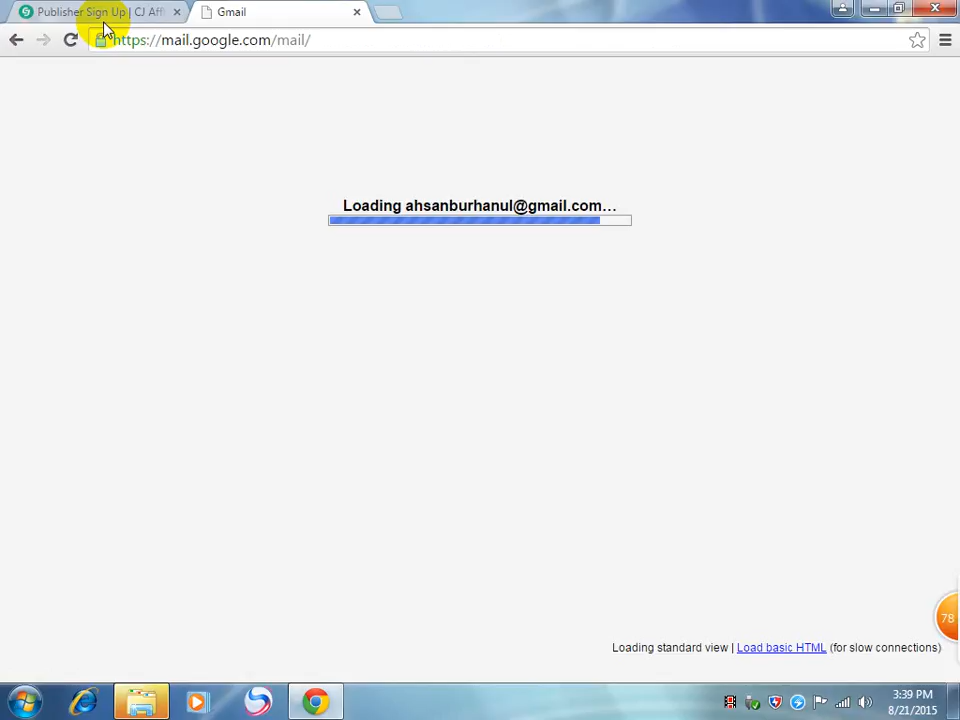 Publisher Sign Up | CJ Aff
Gmail
https://mail.google.com/mail/
Loading ahsanburhanul@gmail.com…
78
Loading standard view | Load basic HTML (for slow connections)
3:39 PM
8/21/2015